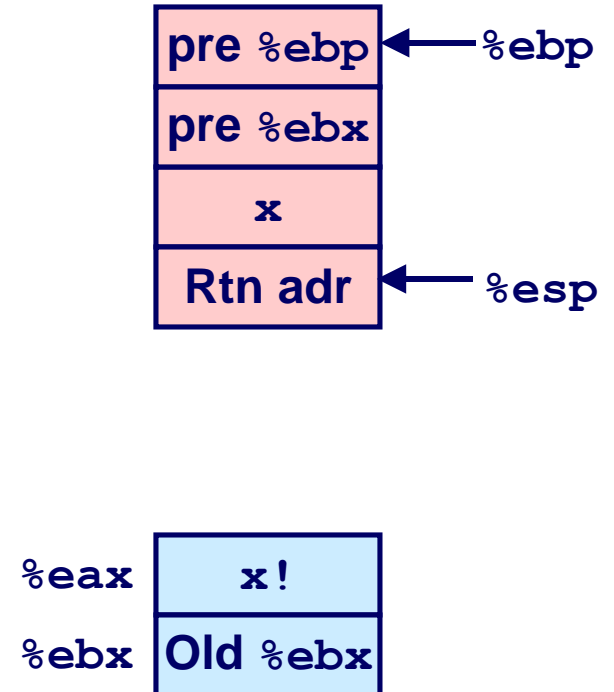 pre %ebp %ebp
pre %ebx
x
Rtn adr %esp
%eax x!
%ebx Old %ebx